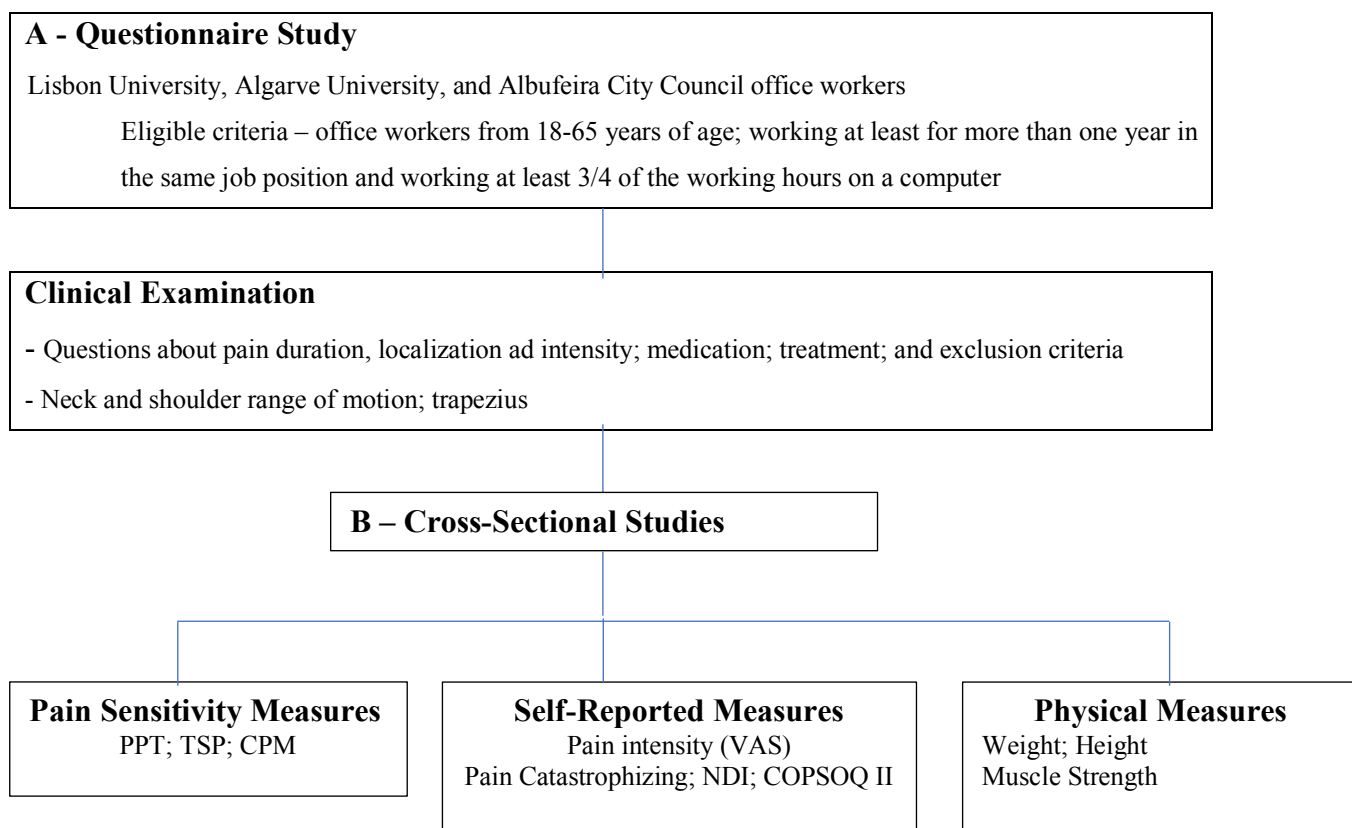 A - Questionnaire Study
Lisbon University, Algarve University, and Albufeira City Council office workers
Eligible criteria – office workers from 18-65 years of age; working at least for more than one year in
the same job position and working at least 3/4 of the working hours on a computer
Clinical Examination
- Questions about pain duration, localization ad intensity; medication; treatment; and exclusion criteria
- Neck and shoulder range of motion; trapezius
B – Cross-Sectional Studies
Pain Sensitivity Measures
PPT; TSP; CPM
Self-Reported Measures
Pain intensity (VAS)
Pain Catastrophizing; NDI; COPSOQ II
Physical Measures
Weight; Height
Muscle Strength